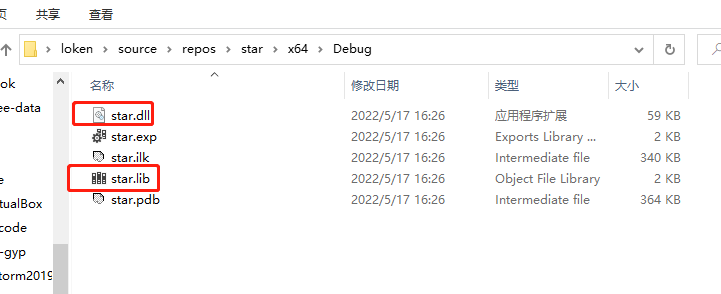 页 共享 查看
loken source repos star x64 Debug
名称 修改日期 类型 大小
star.dll 2022/5/17 16:26 应用程序扩展 59 KB
star.exp 2022/5/17 16:26 Exports Library ... 2 KB
star.ilk 2022/5/17 16:26 Intermediate file 340 KB
star.lib 2022/5/17 16:26 Object File Library 2 KB
star.pdb 2022/5/17 16:26 Intermediate file 364 KB
ok
ee-data
e
tualBox
code
-gyp
torm2019